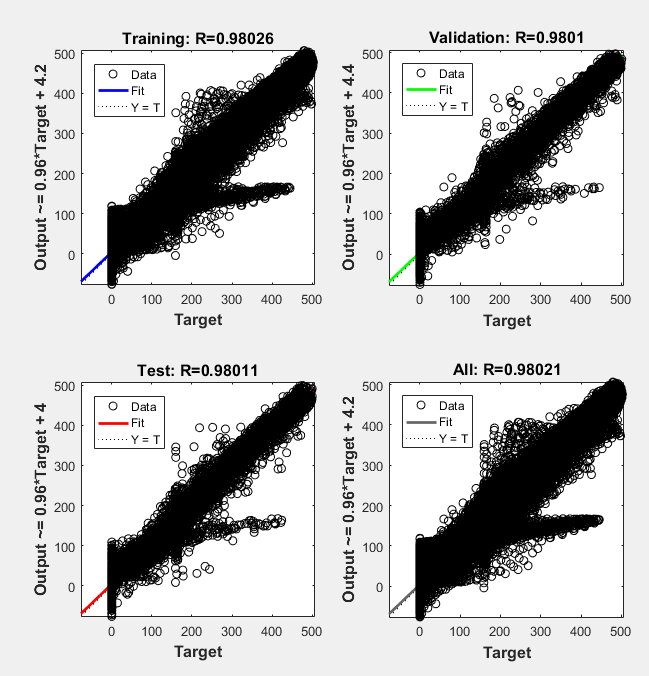 Training: R=0.98026
Output ~= 0.96*Target + 4.2
500
400
300
200
100
0
Data
Fit
Y = T
0 100 200 300 400 500
Target
Validation: R=0.9801
Output ~= 0.96*Target + 4.4
500
400
300
200
100
0
Data
Fit
Y = T
0 100 200 300 400 500
Target
Test: R=0.98011
Output ~= 0.96*Target + 4
500
400
300
200
100
0
Data
Fit
Y = T
0 100 200 300 400 500
Target
All: R=0.98021
Output ~= 0.96*Target + 4.2
500
400
300
200
100
0
Data
Fit
Y = T
0 100 200 300 400 500
Target